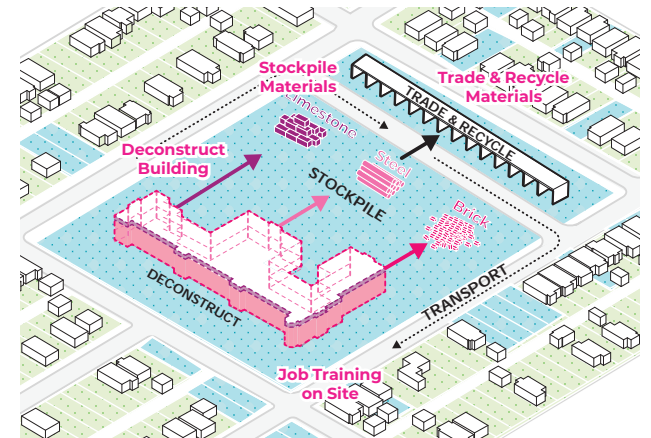 Stockpile
Materials
Trade & Recycle
Materials
Limestone
TRADE & RECYCLE
Deconstruct
Building
Steel
STOCKPILE
Brick
DECONSTRUCT
TRANSPORT
Job Training
on Site